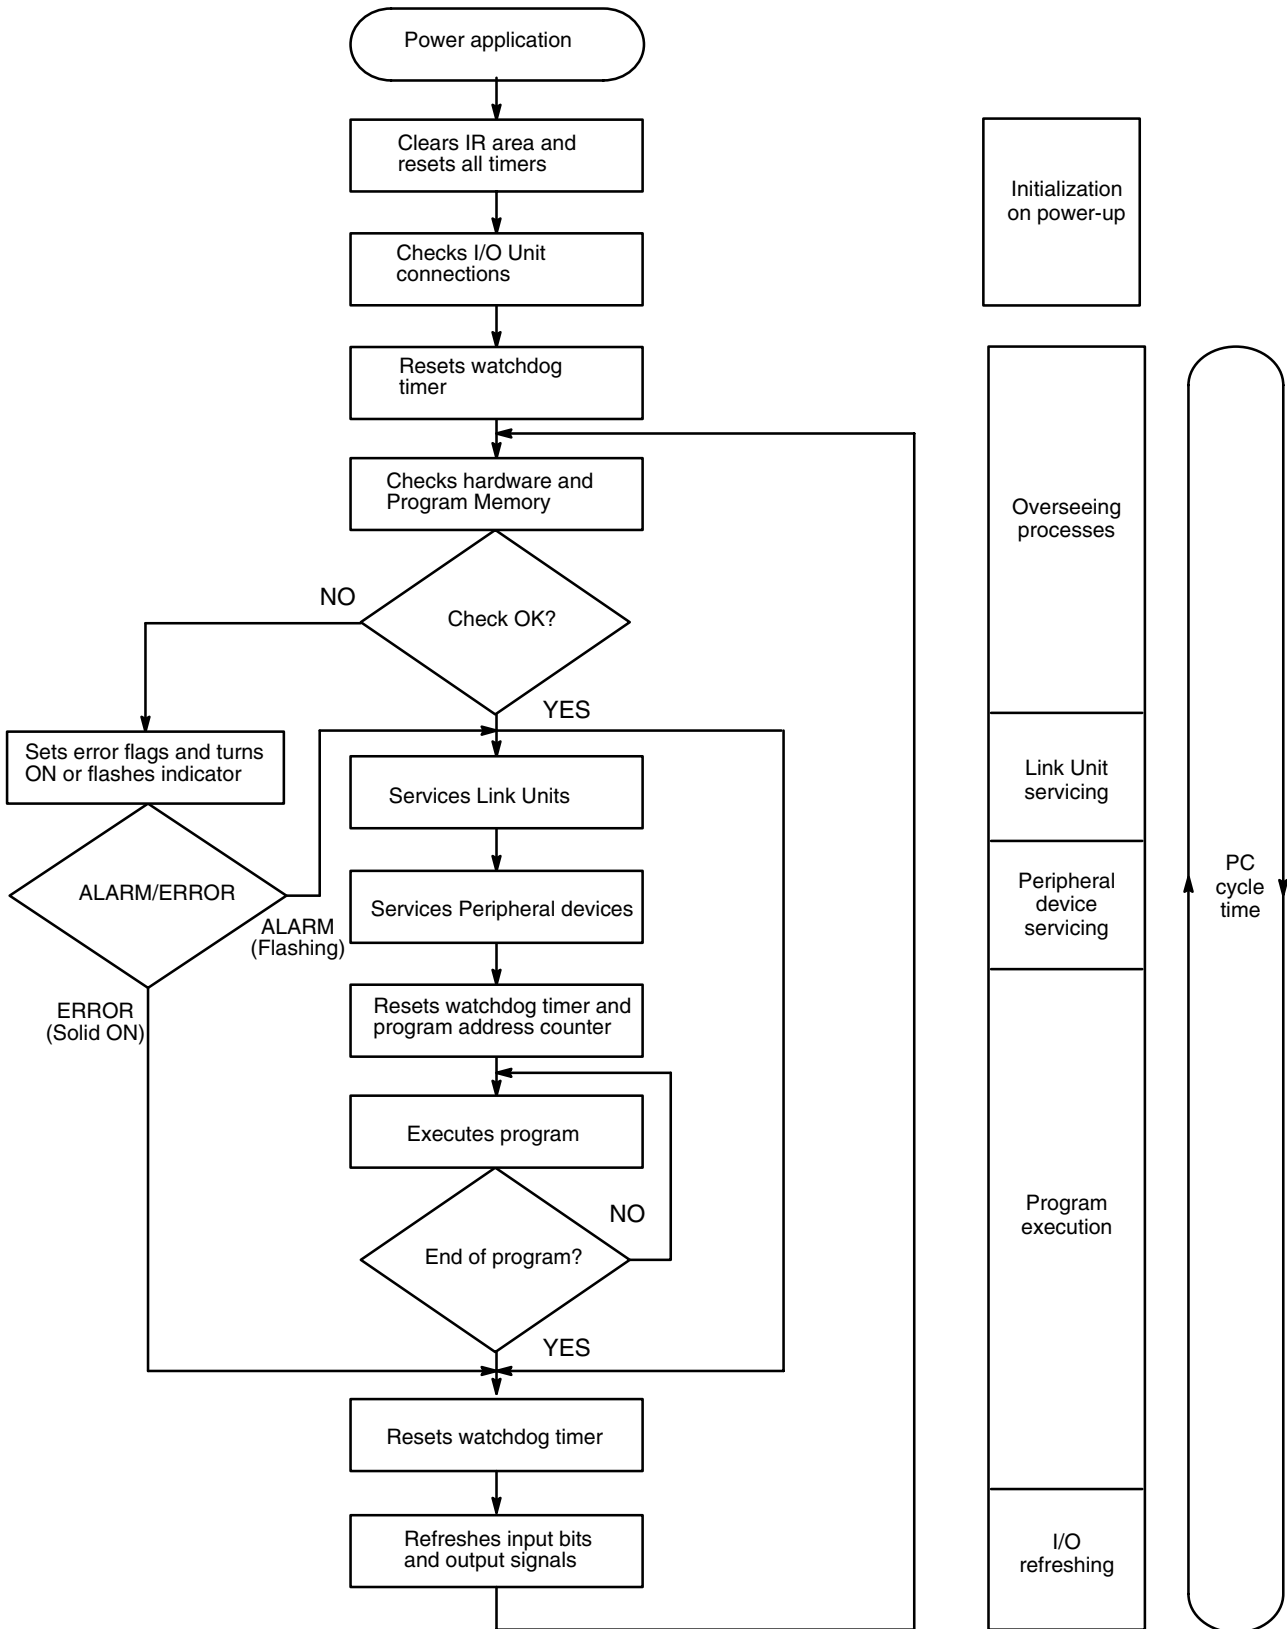 Power application
Clears IR area and
resets all timers
Initialization
on power-up
Checks I/O Unit
connections
Resets watchdog
timer
Checks hardware and
Program Memory
Overseeing
processes
NO
Check OK?
YES
Sets error flags and turns
ON or flashes indicator
Services Link Units
Link Unit
servicing
ALARM/ERROR
ALARM
(Flashing)
Services Peripheral devices
Peripheral
device
servicing
PC
cycle
time
ERROR
(Solid ON)
Resets watchdog timer and
program address counter
Executes program
NO
End of program?
YES
Program
execution
Resets watchdog timer
Refreshes input bits
and output signals
I/O
refreshing